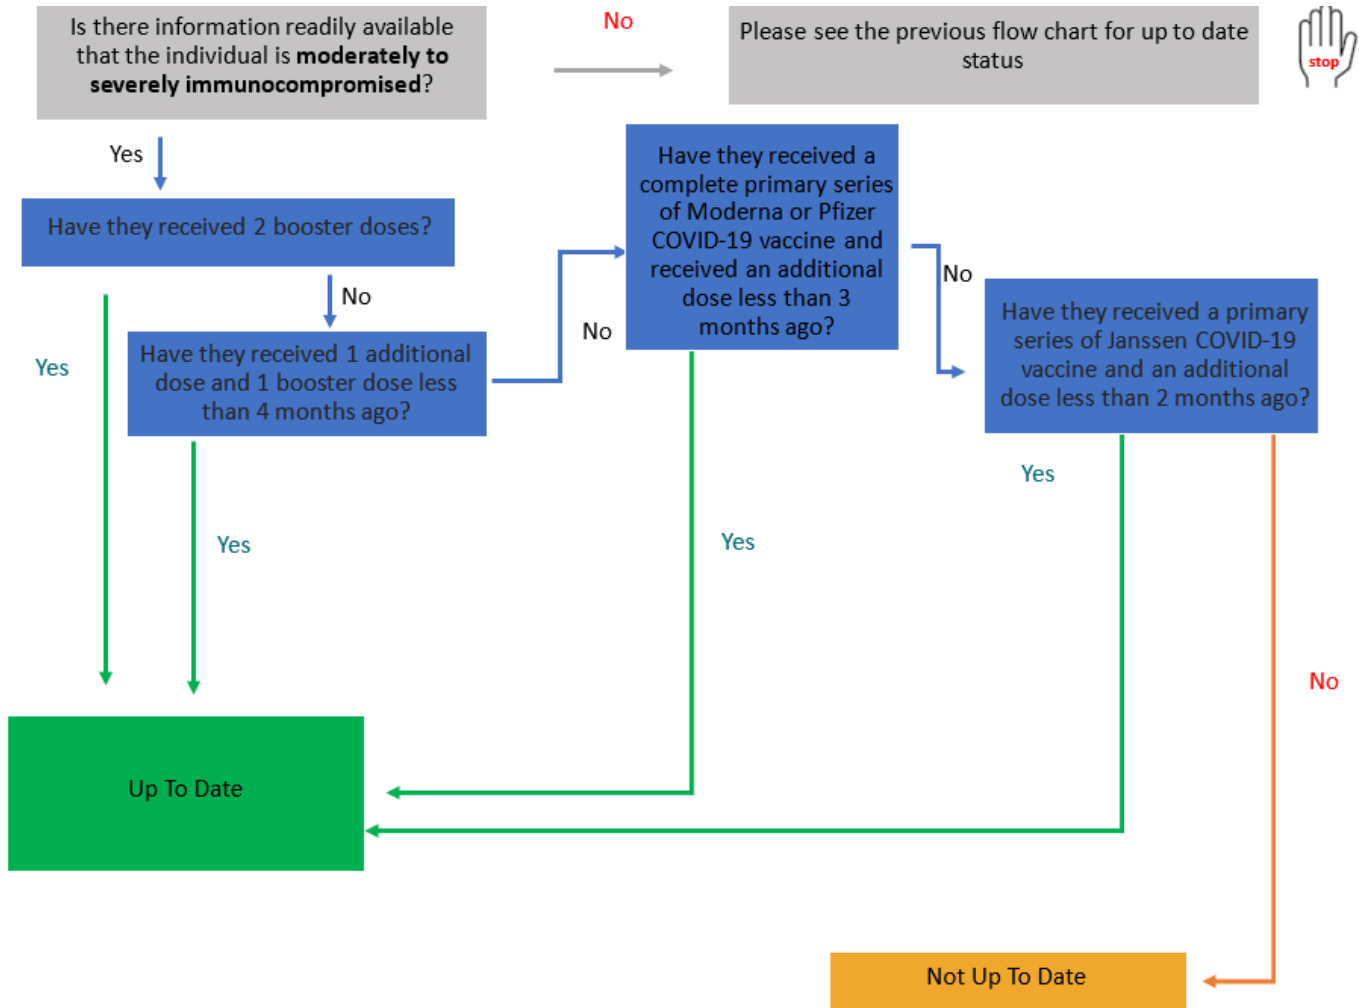 Is there information readily available
that the individual is moderately to
severely immunocompromised?
No
Please see the previous flow chart for up to date
status
stop
Yes
Have they received 2 booster doses?
No
Have they received 1 additional
dose and 1 booster dose less
than 4 months ago?
No
Have they received a
complete primary series
of Moderna or Pfizer
COVID-19 vaccine and
received an additional
dose less than 3
months ago?
No
Have they received a primary
series of Janssen COVID-19
vaccine and an additional
dose less than 2 months ago?
Yes
Yes
Yes
Yes
No
Up To Date
Not Up To Date